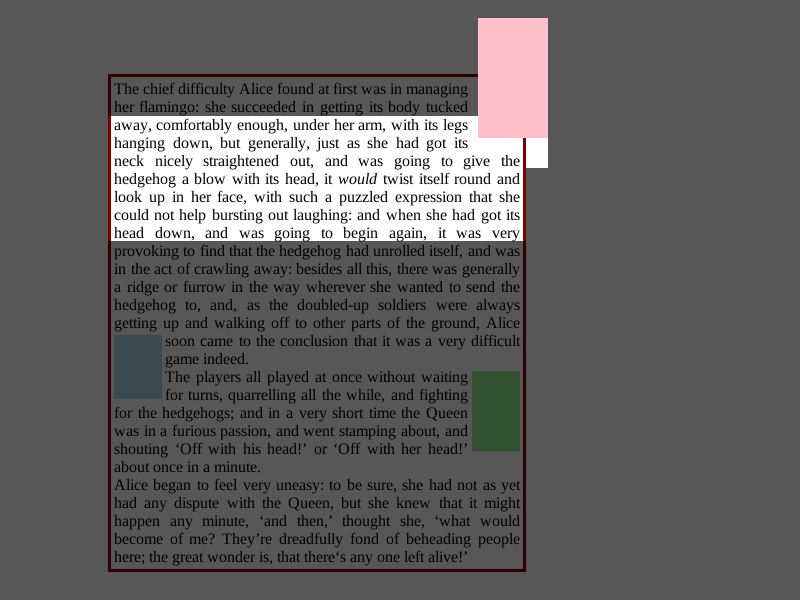 The chief difficulty Alice found at first was in managing
her flamingo: she succeeded in getting its body tucked
away, comfortably enough, under her arm, with its legs
hanging down, but generally, just as she had got its
neck nicely straightened out, and was going to give the
hedgehog a blow with its head, it would twist itself round and
look up in her face, with such a puzzled expression that she
could not help bursting out laughing: and when she had got its
head down, and was going to begin again, it was very
provoking to find that the hedgehog had unrolled itself, and was
in the act of crawling away: besides all this, there was generally
a ridge or furrow in the way wherever she wanted to send the
hedgehog to, and, as the doubled-up soldiers were always
getting up and walking off to other parts of the ground, Alice
soon came to the conclusion that it was a very difficult
game indeed.
The players all played at once without waiting
for turns, quarrelling all the while, and fighting
for the hedgehogs; and in a very short time the Queen
was in a furious passion, and went stamping about, and
shouting ‘Off with his head!’ or ‘Off with her head!’
about once in a minute.
Alice began to feel very uneasy: to be sure, she had not as yet
had any dispute with the Queen, but she knew that it might
happen any minute, ‘and then,’ thought she, ‘what would
become of me? They’re dreadfully fond of beheading people
here; the great wonder is, that there‘s any one left alive!’